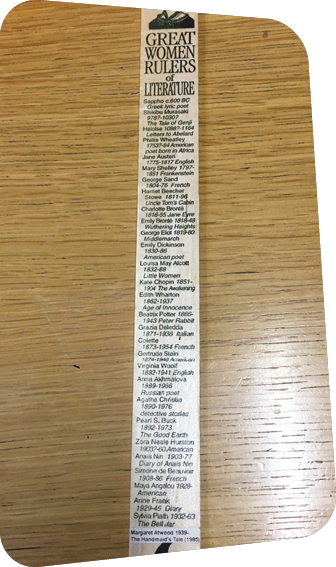 GREAT
WOMEN
RULERS
of
LITERATURE
Sappho c.600 BC
Greek lyric poet
Shikibu Murasaki
978?-1030?
The Tale of Genji
Heloise 1098?-1164
Letters to Abelard
Phillis Wheatley
1753?-84 American
poet born in Africa
Jane Austen
1775-1817 English
Mary Shelley 1797-
1851 Frankenstein
George Sand
1804-76 French
Harriet Beecher
Stowe 1811-96
Uncle Tom's Cabin
Charlotte Brontë
1816-55 Jane Eyre
Emily Brontë 1818-48
Wuthering Heights
George Eliot 1819-80
Middlemarch
Emily Dickinson
1830-86
American poet
Louisa May Alcott
1832-88
Little Women
Kate Chopin 1851-
1904 The Awakening
Edith Wharton
1862-1937
Age of Innocence
Beatrix Potter 1866-
1943 Peter Rabbit
Grazia Deledda
1871-1936 Italian
Colette
1873-1954 French
Gertrude Stein
1874-1946 American
Virginia Woolf
1882-1941 English
Anna Akhmatova
1889-1966
Russian poet
Agatha Christie
1890-1976
detective stories
Pearl S. Buck
1892-1973
The Good Earth
Zora Neale Hurston
1903?-60 American
Anaïs Nin 1903-77
Diary of Anaïs Nin
Simone de Beauvoir
1908-86 French
Maya Angelou 1928-
American
Anne Frank
1929-45 Diary
Sylvia Plath 1932-63
The Bell Jar
Margaret Atwood 1939-
The Handmaid's Tale (1985)